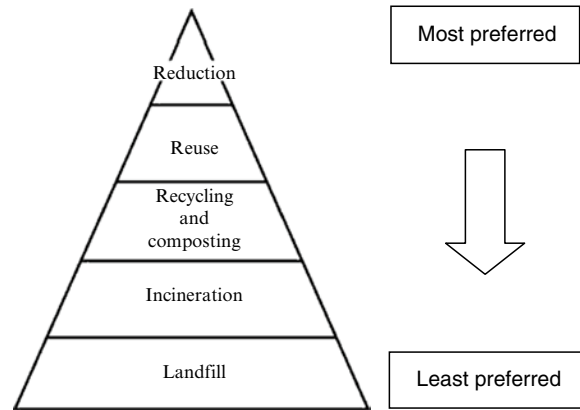 Most preferred
Reduction
Reuse
Recycling
and
composting
Incineration
Landfill
Least preferred